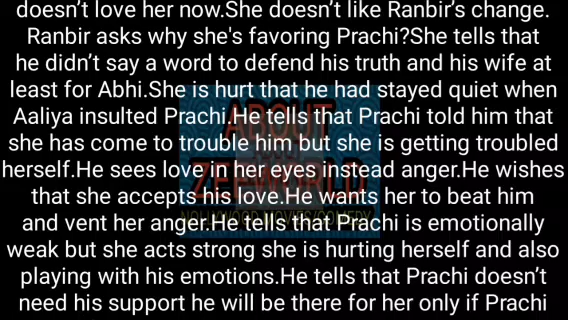 doesn’t love her now.She doesn’t like Ranbir’s change.
Ranbir asks why she's favoring Prachi?She tells that
he didn’t say a word to defend his truth and his wife at
least for Abhi.She is hurt that he had stayed quiet when
Aaliya insulted Prachi.He tells that Prachi told him that
she has come to trouble him but she is getting troubled
herself.He sees love in her eyes instead anger.He wishes
that she accepts his love.He wants her to beat him
and vent her anger.He tells that Prachi is emotionally
weak but she acts strong she is hurting herself and also
playing with his emotions.He tells that Prachi doesn’t
need his support he will be there for her only if Prachi
ABOUT
ZEEWORLD
NOLLYWOOD MOVIES/COMEDY